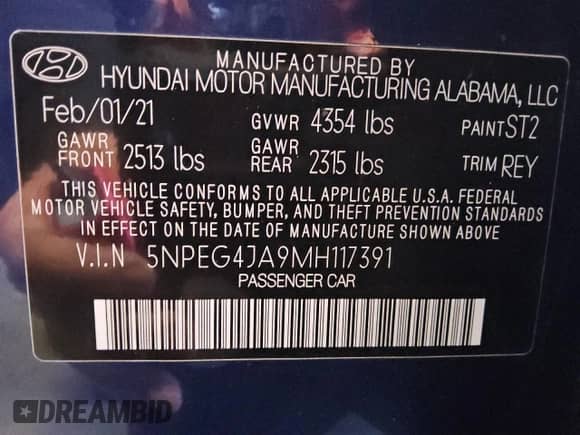 MANUFACTURED BY
HYUNDAI MOTOR MANUFACTURING ALABAMA, LLC
Feb/01/21 GVWR 4354 lbs PAINT ST2
GAWR FRONT 2513 lbs GAWR REAR 2315 lbs TRIM REY
THIS VEHICLE CONFORMS TO ALL APPLICABLE U.S.A. FEDERAL
MOTOR VEHICLE SAFETY, BUMPER, AND THEFT PREVENTION STANDARDS
IN EFFECT ON THE DATE OF MANUFACTURE SHOWN ABOVE.
V.I.N 5NPEG4JA9MH117391
PASSENGER CAR
DREAMBID